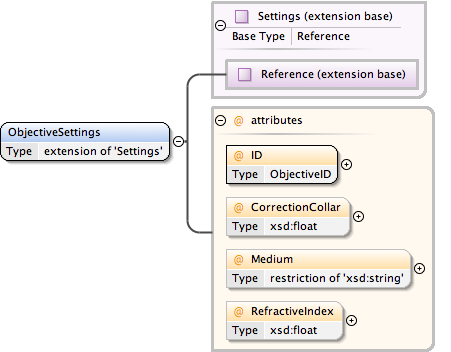 Settings (extension base)
Base Type Reference
Reference (extension base)
ObjectiveSettings
Type extension of 'Settings'
@ attributes
@ ID
Type ObjectiveID
@ CorrectionCollar
Type xsd:float
@ Medium
Type restriction of 'xsd:string'
@ RefractiveIndex
Type xsd:float